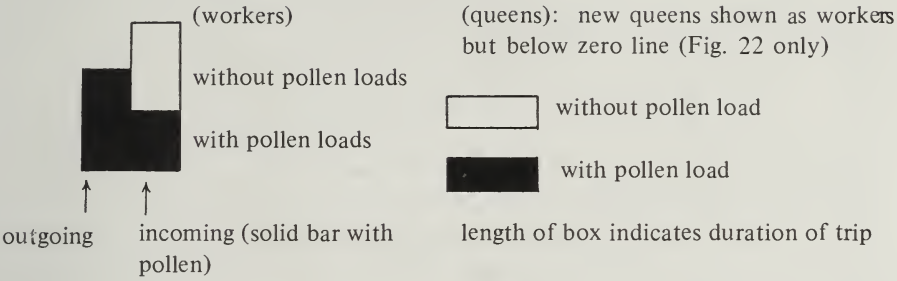 (workers)
without pollen loads
with pollen loads
outgoing
incoming (solid bar with
pollen)
(queens): new queens shown as workers
but below zero line (Fig. 22 only)
without pollen load
with pollen load
length of box indicates duration of trip